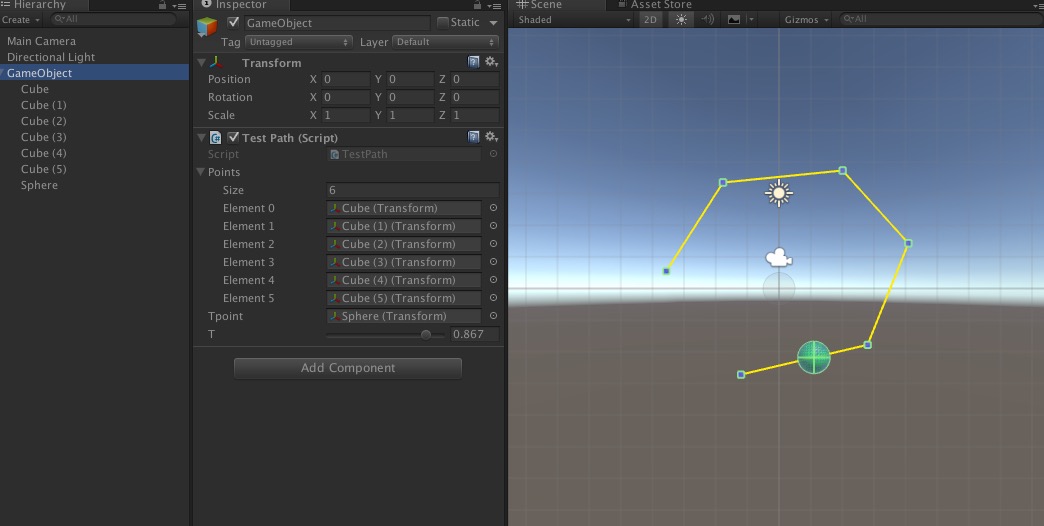 Hierarchy
Create All
Main Camera
Directional Light
GameObject
Cube
Cube (1)
Cube (2)
Cube (3)
Cube (4)
Cube (5)
Sphere
Inspector
GameObject Static
Tag Untagged Layer Default
Transform
Position X 0 Y 0 Z 0
Rotation X 0 Y 0 Z 0
Scale X 1 Y 1 Z 1
Test Path (Script)
Script TestPath
Points
Size 6
Element 0 Cube (Transform)
Element 1 Cube (1) (Transform)
Element 2 Cube (2) (Transform)
Element 3 Cube (3) (Transform)
Element 4 Cube (4) (Transform)
Element 5 Cube (5) (Transform)
Tpoint Sphere (Transform)
T 0.867
Add Component
Scene Asset Store
Shaded 2D Gizmos All